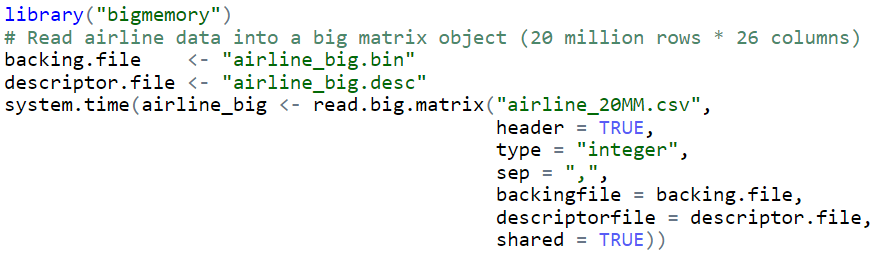 library("bigmemory")
# Read airline data into a big matrix object (20 million rows * 26 columns)
backing.file    <- "airline_big.bin"
descriptor.file <- "airline_big.desc"
system.time(airline_big <- read.big.matrix("airline_20MM.csv",
                                           header = TRUE,
                                           type = "integer",
                                           sep = ",",
                                           backingfile = backing.file,
                                           descriptorfile = descriptor.file,
                                           shared = TRUE))